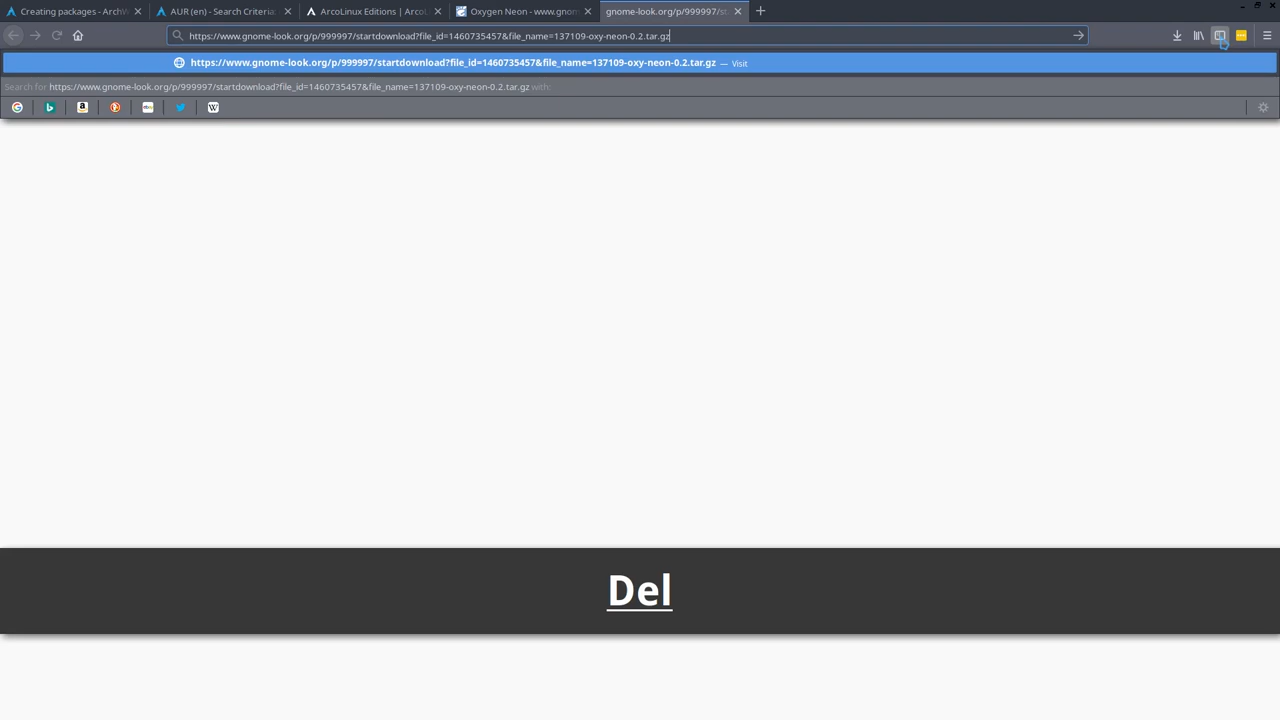 Creating packages - ArchW
AUR (en) - Search Criteria:
ArcoLinux Editions | ArcoL
Oxygen Neon - www.gnom
gnome-look.org/p/999997/st
https://www.gnome-look.org/p/999997/startdownload?file_id=1460735457&file_name=137109-oxy-neon-0.2.tar.gz
https://www.gnome-look.org/p/999997/startdownload?file_id=1460735457&file_name=137109-oxy-neon-0.2.tar.gz — Visit
Search for https://www.gnome-look.org/p/999997/startdownload?file_id=1460735457&file_name=137109-oxy-neon-0.2.tar.gz with:
Del